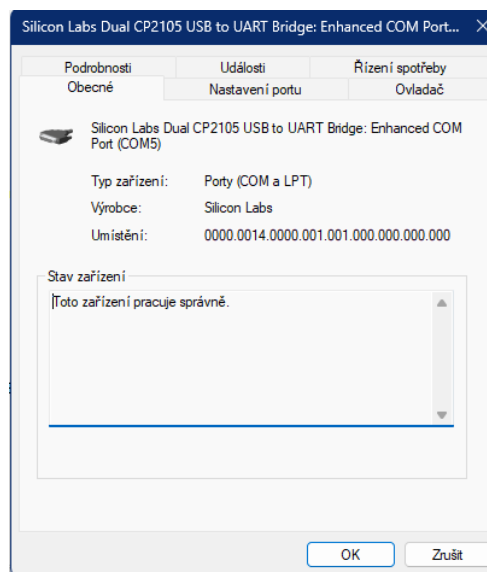 Silicon Labs Dual CP2105 USB to UART Bridge: Enhanced COM Port...
Podrobnosti
Události
Řízení spotřeby
Obecné
Nastavení portu
Ovladač
Silicon Labs Dual CP2105 USB to UART Bridge: Enhanced COM
Port (COM5)
Typ zařízení: Porty (COM a LPT)
Výrobce: Silicon Labs
Umístění: 0000.0014.0000.001.001.000.000.000.000
Stav zařízení
Toto zařízení pracuje správně.
OK
Zrušit